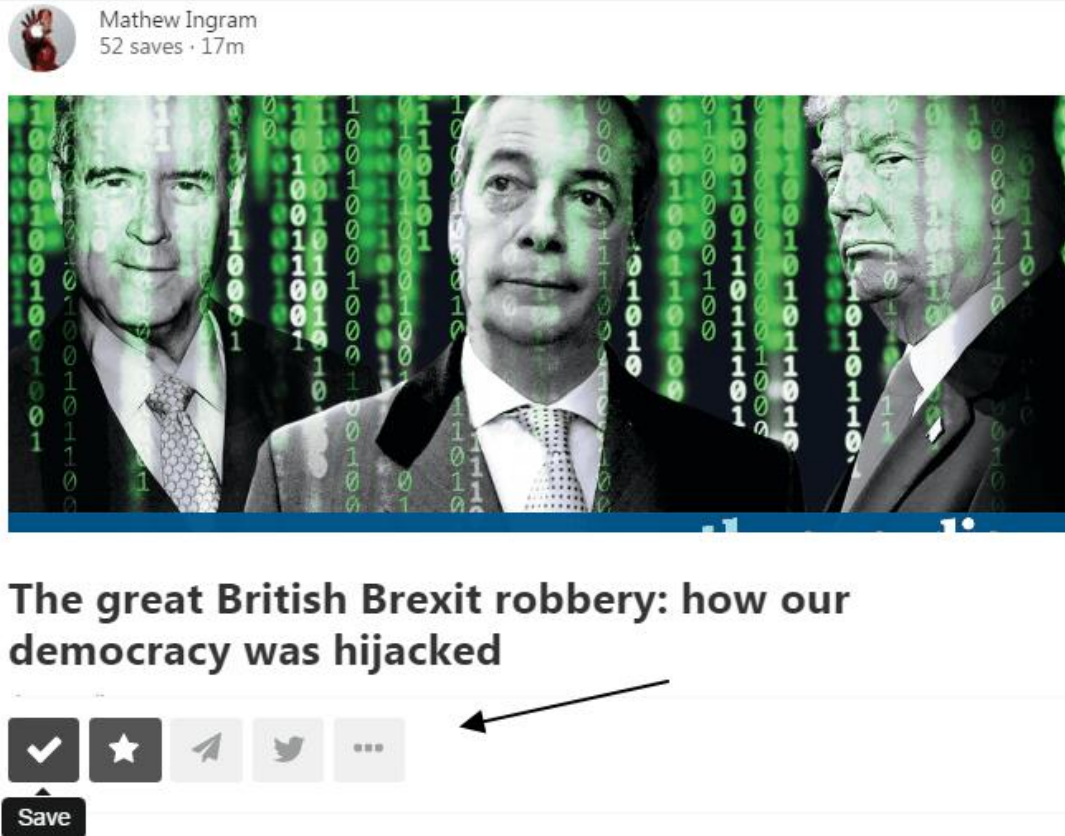 Mathew Ingram
52 saves · 17m
The great British Brexit robbery: how our
democracy was hijacked
Save